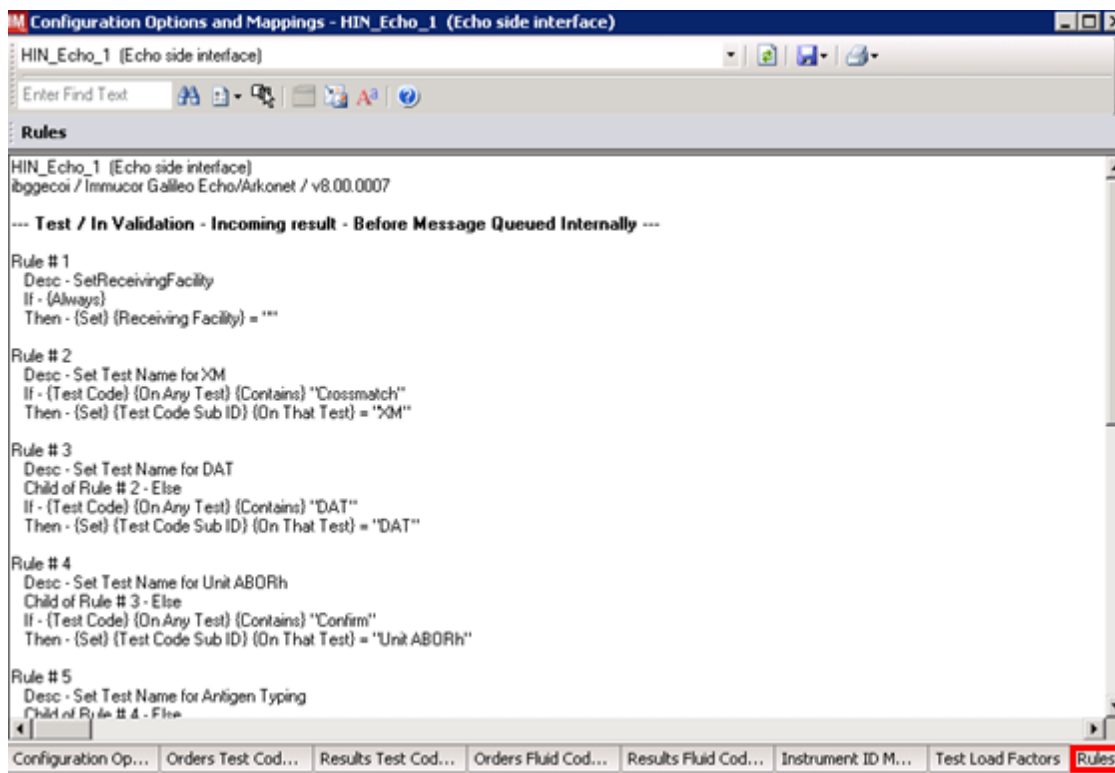 IM Configuration Options and Mappings - HIN_Echo_1 (Echo side interface)
HIN_Echo_1 (Echo side interface)
Enter Find Text
Rules
HIN_Echo_1 (Echo side interface)
ibggecoi / Immucor Galileo Echo/Arkonet / v8.00.0007
--- Test / In Validation - Incoming result - Before Message Queued Internally ---
Rule # 1
Desc - SetReceivingFacility
If - {Always}
Then - {Set} {Receiving Facility} = ""
Rule # 2
Desc - Set Test Name for XM
If - {Test Code} {On Any Test} {Contains} "Crossmatch"
Then - {Set} {Test Code Sub ID} {On That Test} = "XM"
Rule # 3
Desc - Set Test Name for DAT
Child of Rule # 2 - Else
If - {Test Code} {On Any Test} {Contains} "DAT"
Then - {Set} {Test Code Sub ID} {On That Test} = "DAT"
Rule # 4
Desc - Set Test Name for Unit ABORh
Child of Rule # 3 - Else
If - {Test Code} {On Any Test} {Contains} "Confirm"
Then - {Set} {Test Code Sub ID} {On That Test} = "Unit ABORh"
Rule # 5
Desc - Set Test Name for Antigen Typing
Child of Rule # 4 - Else
Configuration Op... Orders Test Cod... Results Test Cod... Orders Fluid Cod... Results Fluid Cod... Instrument ID M... Test Load Factors Rules